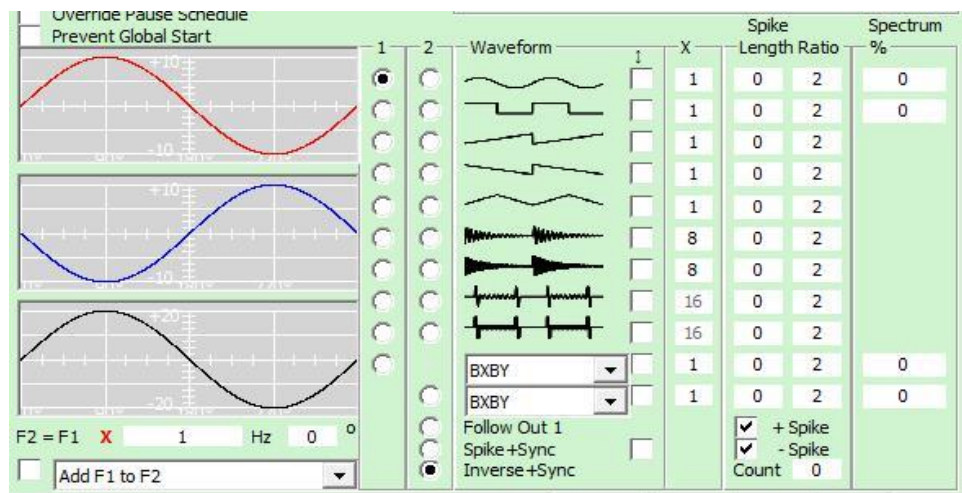 Override Pause Schedule
Prevent Global Start
Spike Spectrum
1 2 Waveform ↕ X Length Ratio %
+10
-10
+10
-10
+20
-20
1 0 2 0
1 0 2 0
1 0 2
1 0 2
1 0 2
8 0 2
8 0 2
16 0 2
16 0 2
BXBY 1 0 2 0
BXBY 1 0 2 0
F2 = F1 X 1 Hz 0 °
Follow Out 1 + Spike
Spike+Sync - Spike
Add F1 to F2 Inverse+Sync Count 0